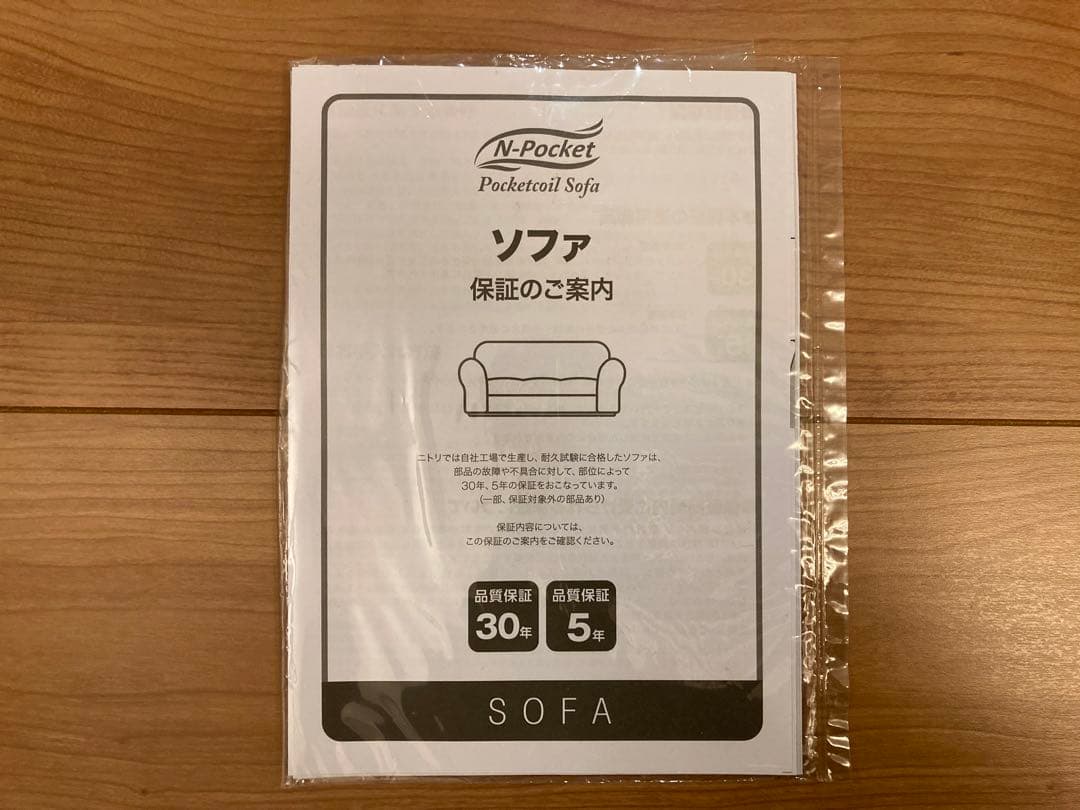 N-Pocket
Pocketcoil Sofa
ソファ
保証のご案内
ニトリでは自社工場で生産し、耐久試験に合格したソファは、
部品の故障や不具合に対して、部位によって
30年、5年の保証をおこなっています。
(一部、保証対象外の部品あり)
保証内容については、
この保証のご案内をご確認ください。
品質保証 品質保証
30年 5年
SOFA